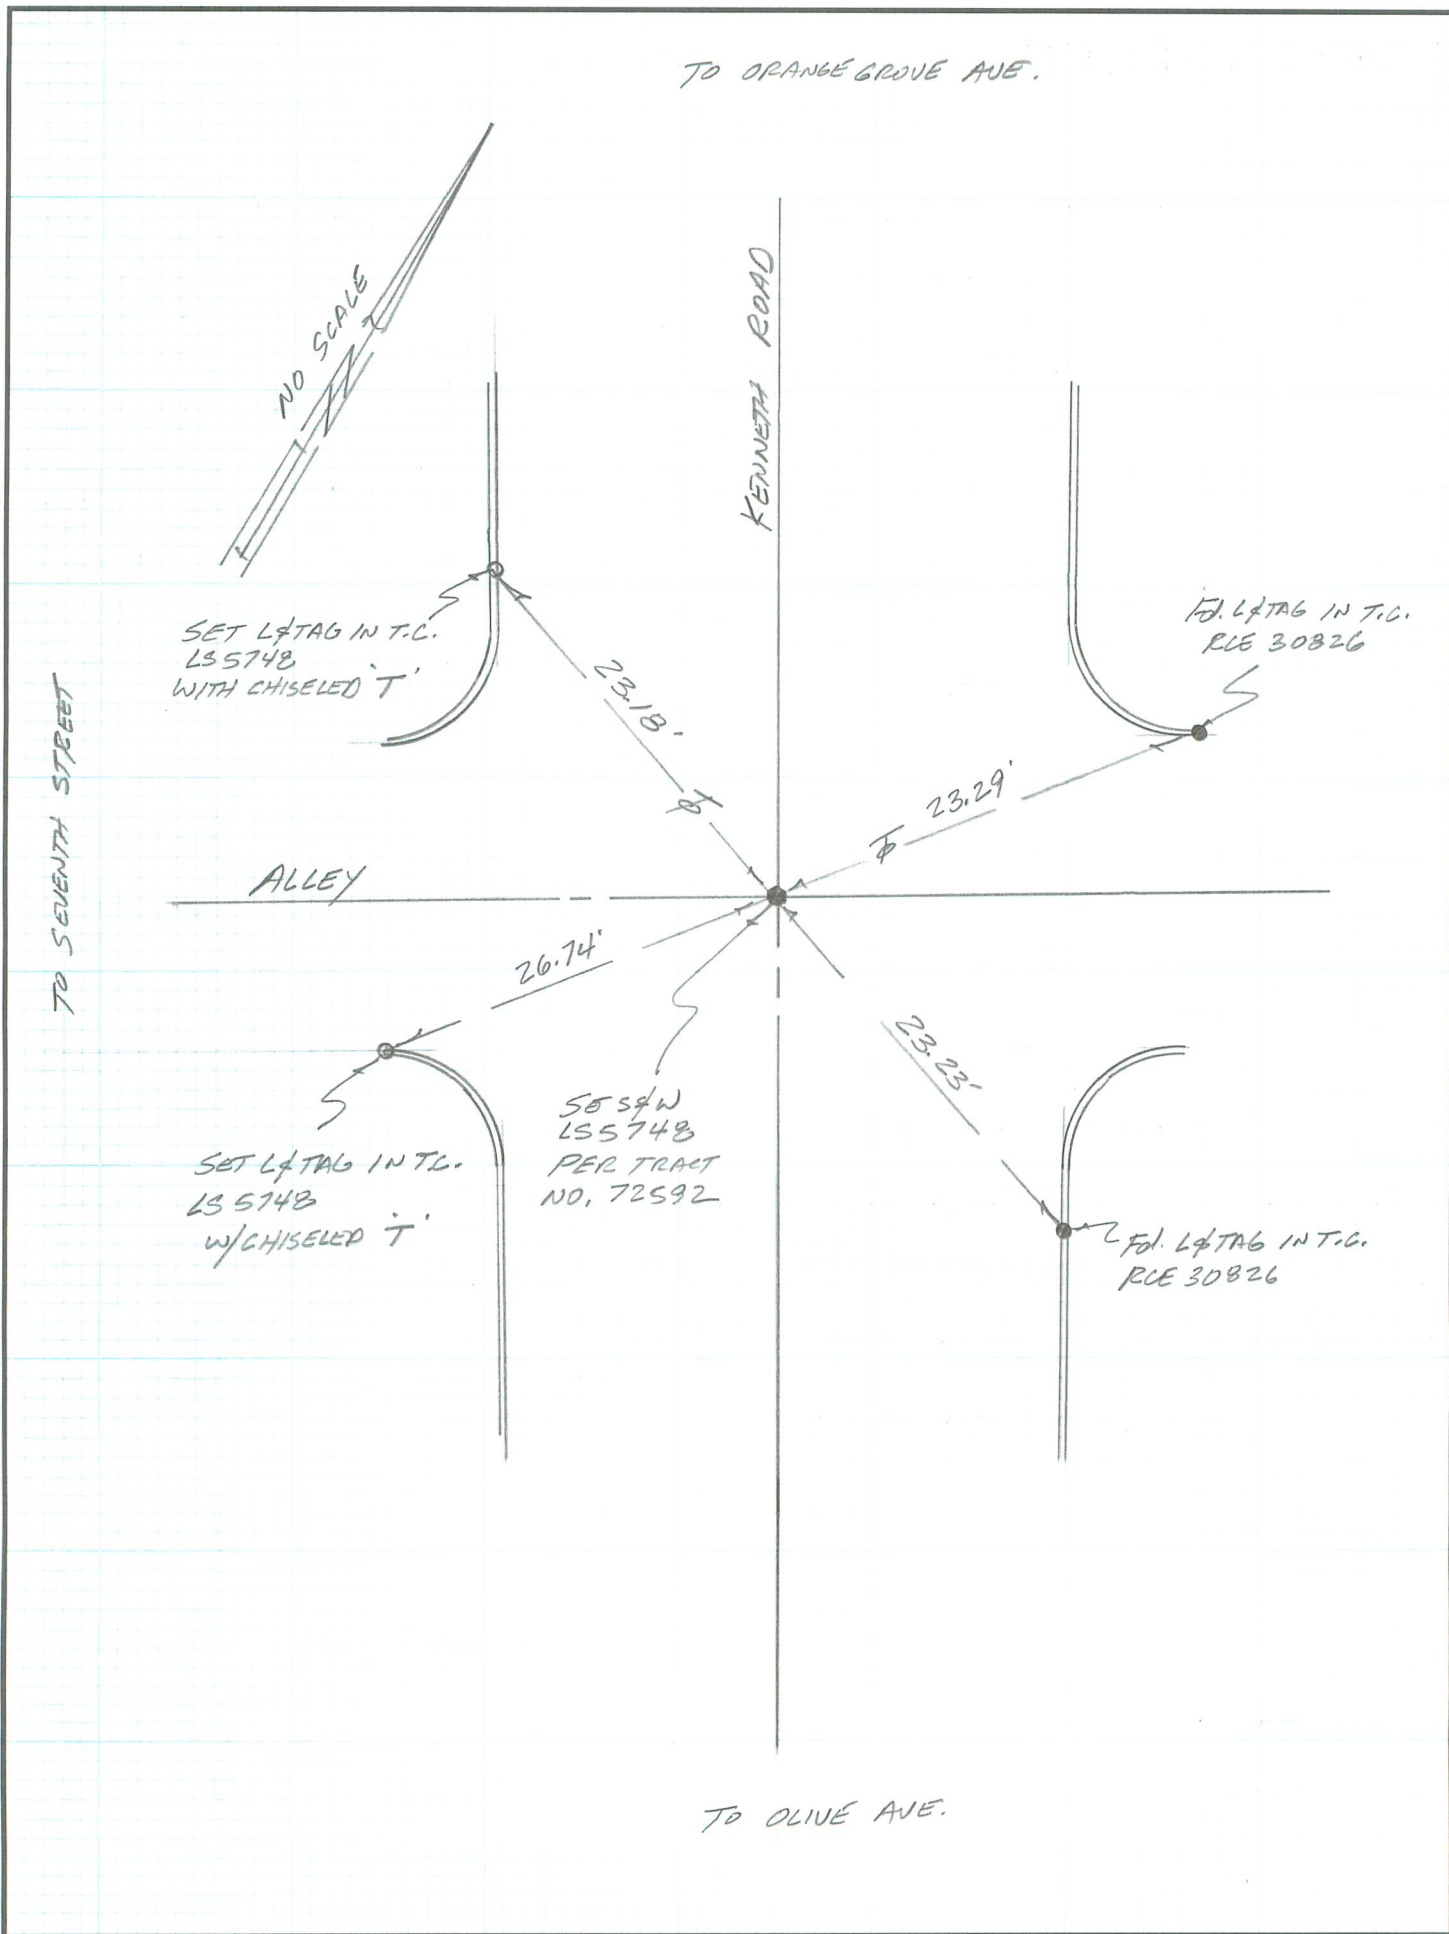 TO ORANGE GROVE AVE.
NO SCALE
N
KENNETH ROAD
SET L&TAG IN T.C.
LS 5748
WITH CHISELED 'T'
23.18'
Fd. L&TAG IN T.C.
RCE 30826
23.29'
TO SEVENTH STREET
ALLEY
26.74'
23.23'
SET L&TAG IN T.C.
LS 5748
W/CHISELED 'T'
SET S&W
LS 5748
PER TRACT
NO. 72592
Fd. L&TAG IN T.C.
RCE 30826
TO OLIVE AVE.